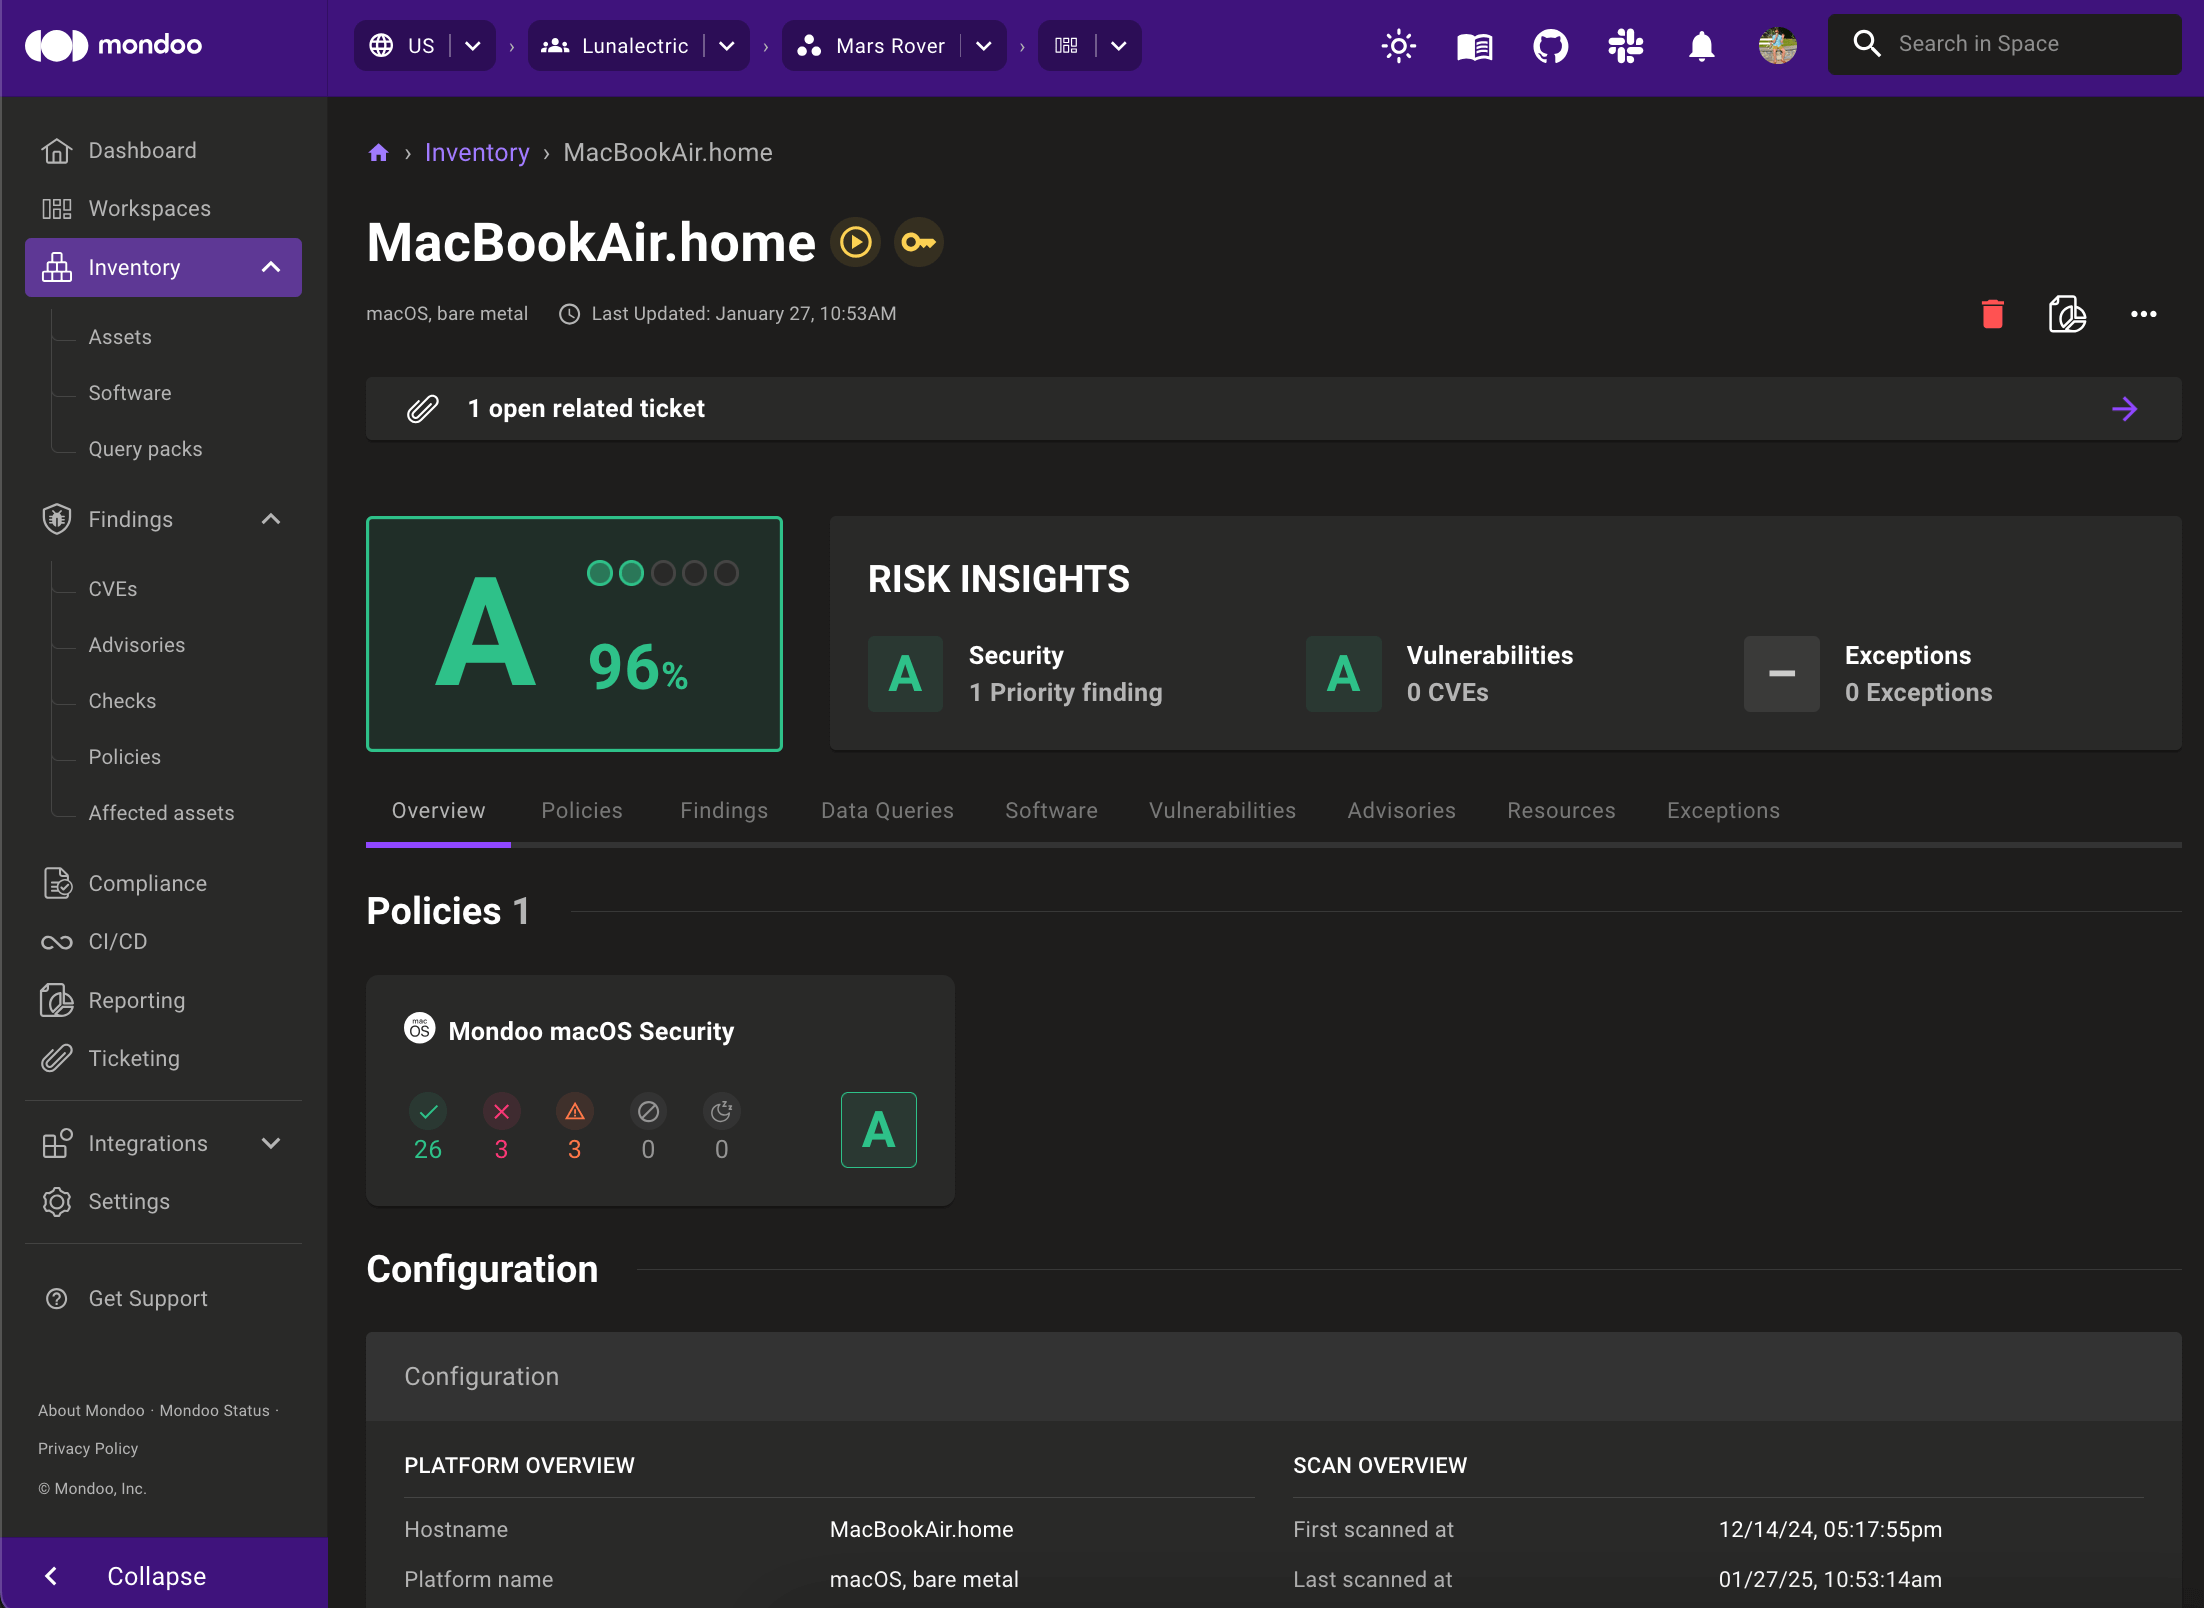 mondoo
US
Lunalectric
Mars Rover
Search in Space
Dashboard
Workspaces
Inventory
Assets
Software
Query packs
Findings
CVEs
Advisories
Checks
Policies
Affected assets
Compliance
CI/CD
Reporting
Ticketing
Integrations
Settings
Get Support
About Mondoo · Mondoo Status ·
Privacy Policy
© Mondoo, Inc.
Collapse
› Inventory › MacBookAir.home
MacBookAir.home
macOS, bare metal Last Updated: January 27, 10:53AM
1 open related ticket
A
96%
RISK INSIGHTS
A
Security
1 Priority finding
A
Vulnerabilities
0 CVEs
Exceptions
0 Exceptions
Overview Policies Findings Data Queries Software Vulnerabilities Advisories Resources Exceptions
Policies 1
mac
OS
Mondoo macOS Security
26 3 3 0 0
A
Configuration
Configuration
PLATFORM OVERVIEW
Hostname MacBookAir.home
Platform name macOS, bare metal
SCAN OVERVIEW
First scanned at 12/14/24, 05:17:55pm
Last scanned at 01/27/25, 10:53:14am